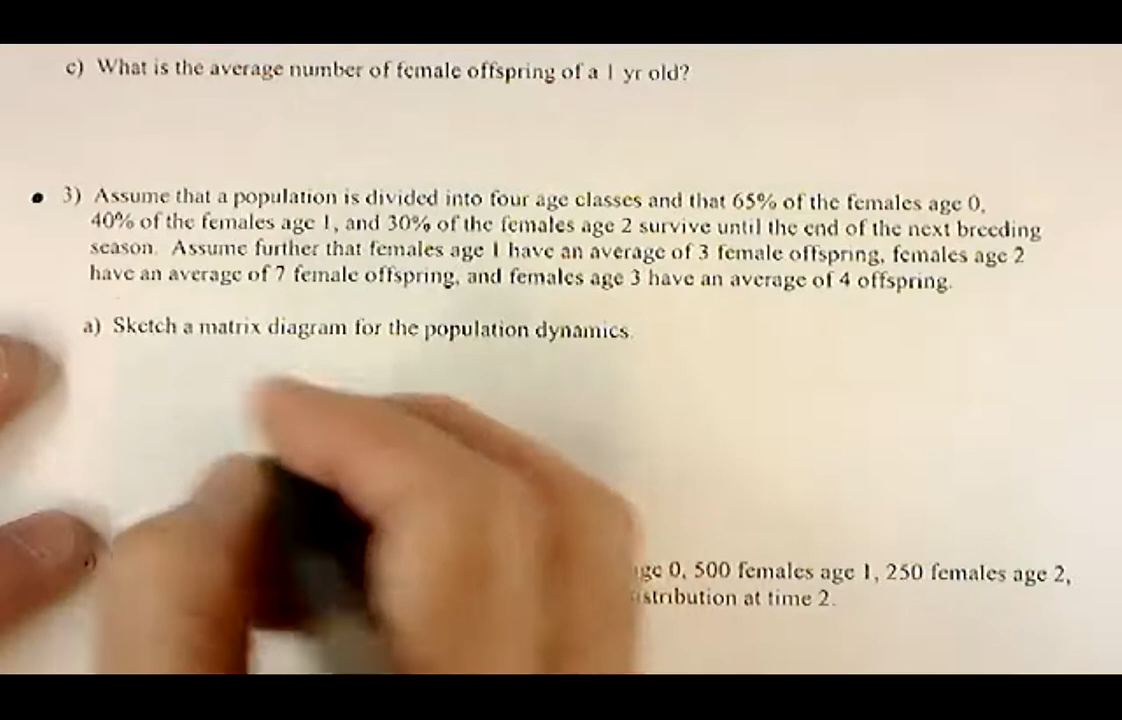 c) What is the average number of female offspring of a 1 yr old?
• 3) Assume that a population is divided into four age classes and that 65% of the females age 0,
40% of the females age 1, and 30% of the females age 2 survive until the end of the next breeding
season. Assume further that females age 1 have an average of 3 female offspring, females age 2
have an average of 7 female offspring, and females age 3 have an average of 4 offspring.
a) Sketch a matrix diagram for the population dynamics.
0, 500 females age 1, 250 females age 2,
at time 2.